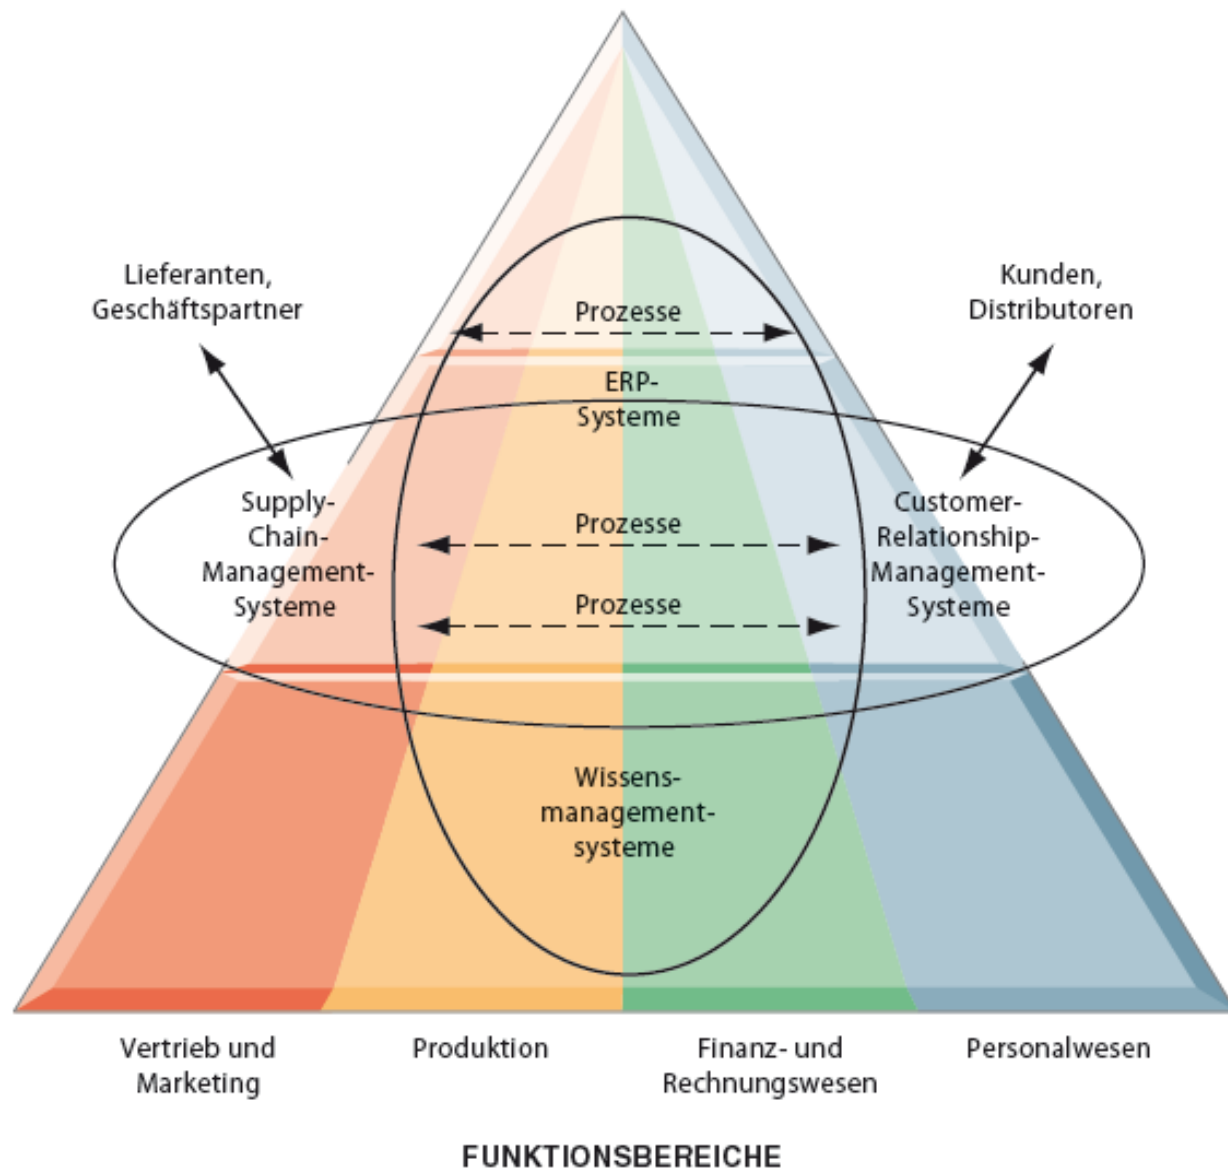 Lieferanten,
Geschäftspartner
Kunden,
Distributoren
Prozesse
ERP-
Systeme
Supply-
Chain-
Management-
Systeme
Prozesse
Prozesse
Customer-
Relationship-
Management-
Systeme
Wissens-
management-
systeme
Vertrieb und
Marketing
Produktion
Finanz- und
Rechnungswesen
Personalwesen
FUNKTIONSBEREICHE